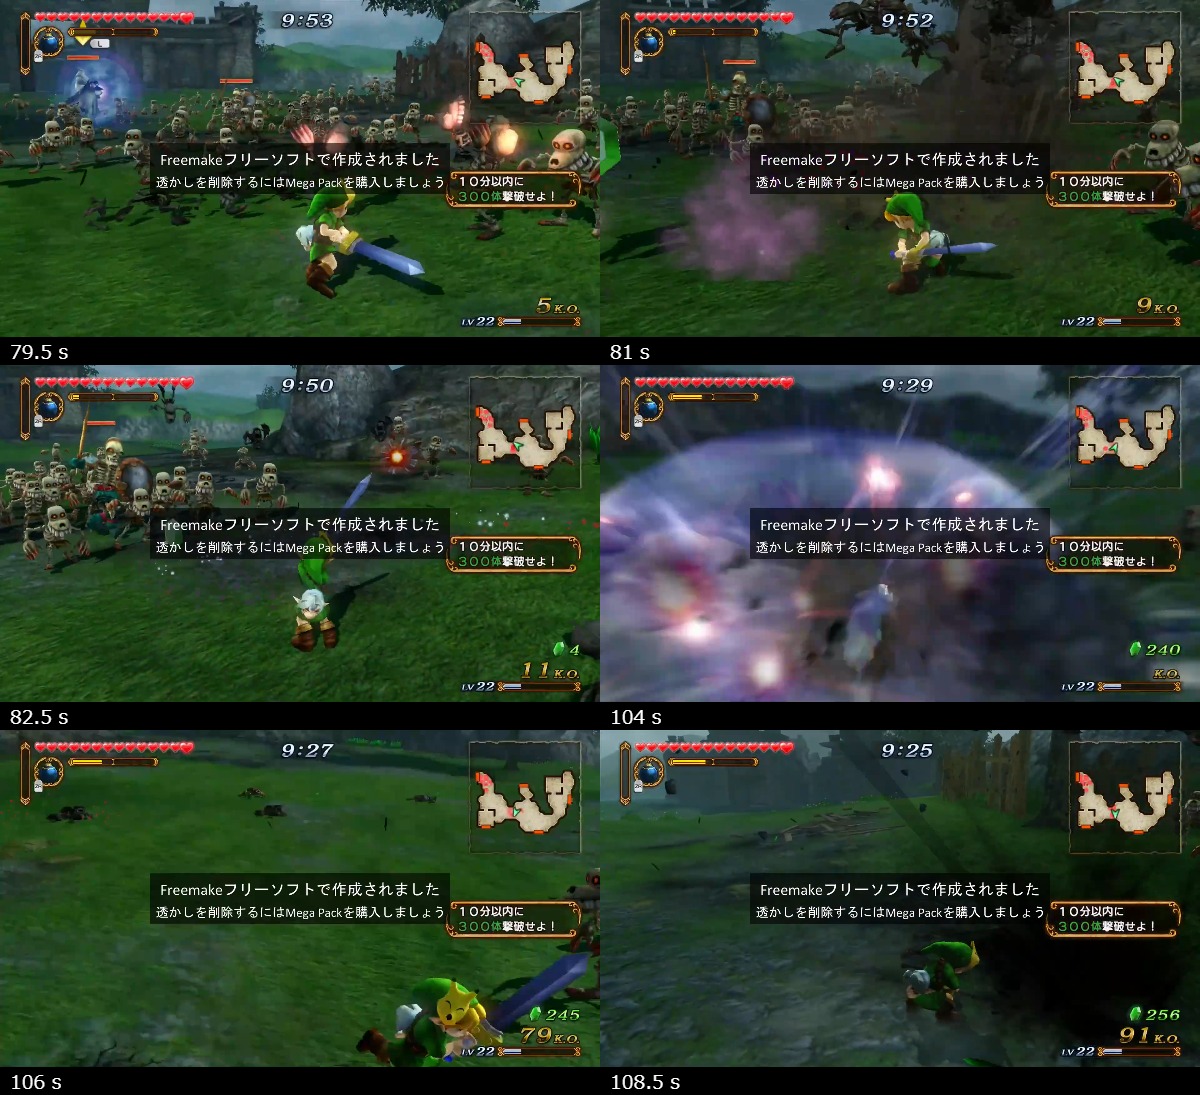 9:53
L
Freemakeフリーソフトで作成されました
透かしを削除するにはMega Packを購入しましょう
10分以内に
300体撃破せよ！
5 K.O.
LV 22
79.5 s
9:52
Freemakeフリーソフトで作成されました
透かしを削除するにはMega Packを購入しましょう
10分以内に
300体撃破せよ！
9 K.O.
LV 22
81 s
9:50
Freemakeフリーソフトで作成されました
透かしを削除するにはMega Packを購入しましょう
10分以内に
300体撃破せよ！
4
11 K.O.
LV 22
82.5 s
9:29
Freemakeフリーソフトで作成されました
透かしを削除するにはMega Packを購入しましょう
10分以内に
300体撃破せよ！
240
K.O.
LV 22
104 s
9:27
Freemakeフリーソフトで作成されました
透かしを削除するにはMega Packを購入しましょう
10分以内に
300体撃破せよ！
245
79 K.O.
LV 22
106 s
9:25
Freemakeフリーソフトで作成されました
透かしを削除するにはMega Packを購入しましょう
10分以内に
300体撃破せよ！
256
91 K.O.
LV 22
108.5 s